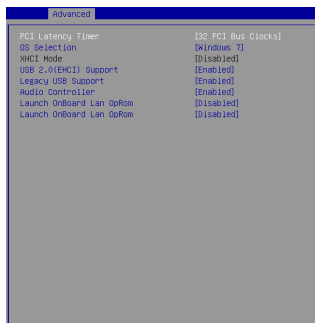 Advanced
PCI Latency Timer [32 PCI Bus Clocks]
OS Selection [Windows 7]
XHCI Mode [Disabled]
USB 2.0(EHCI) Support [Enabled]
Legacy USB Support [Enabled]
Audio Controller [Enabled]
Launch OnBoard Lan OpRom [Disabled]
Launch OnBoard Lan OpRom [Disabled]